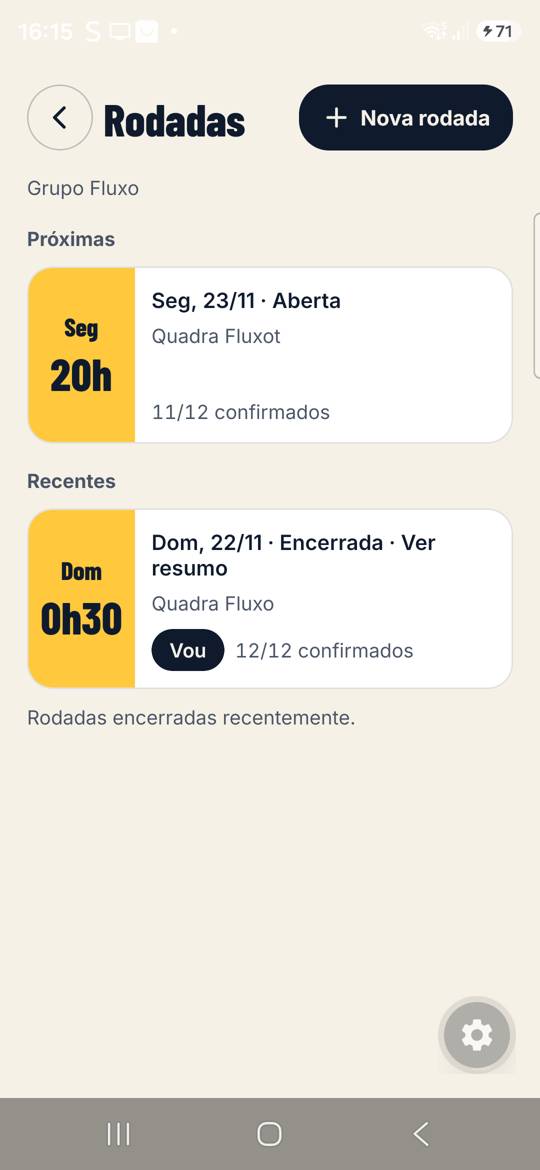 16:15 S
71
Rodadas
+ Nova rodada
Grupo Fluxo
Próximas
Seg
20h
Seg, 23/11 · Aberta
Quadra Fluxot
11/12 confirmados
Recentes
Dom
0h30
Dom, 22/11 · Encerrada · Ver
resumo
Quadra Fluxo
Vou
12/12 confirmados
Rodadas encerradas recentemente.